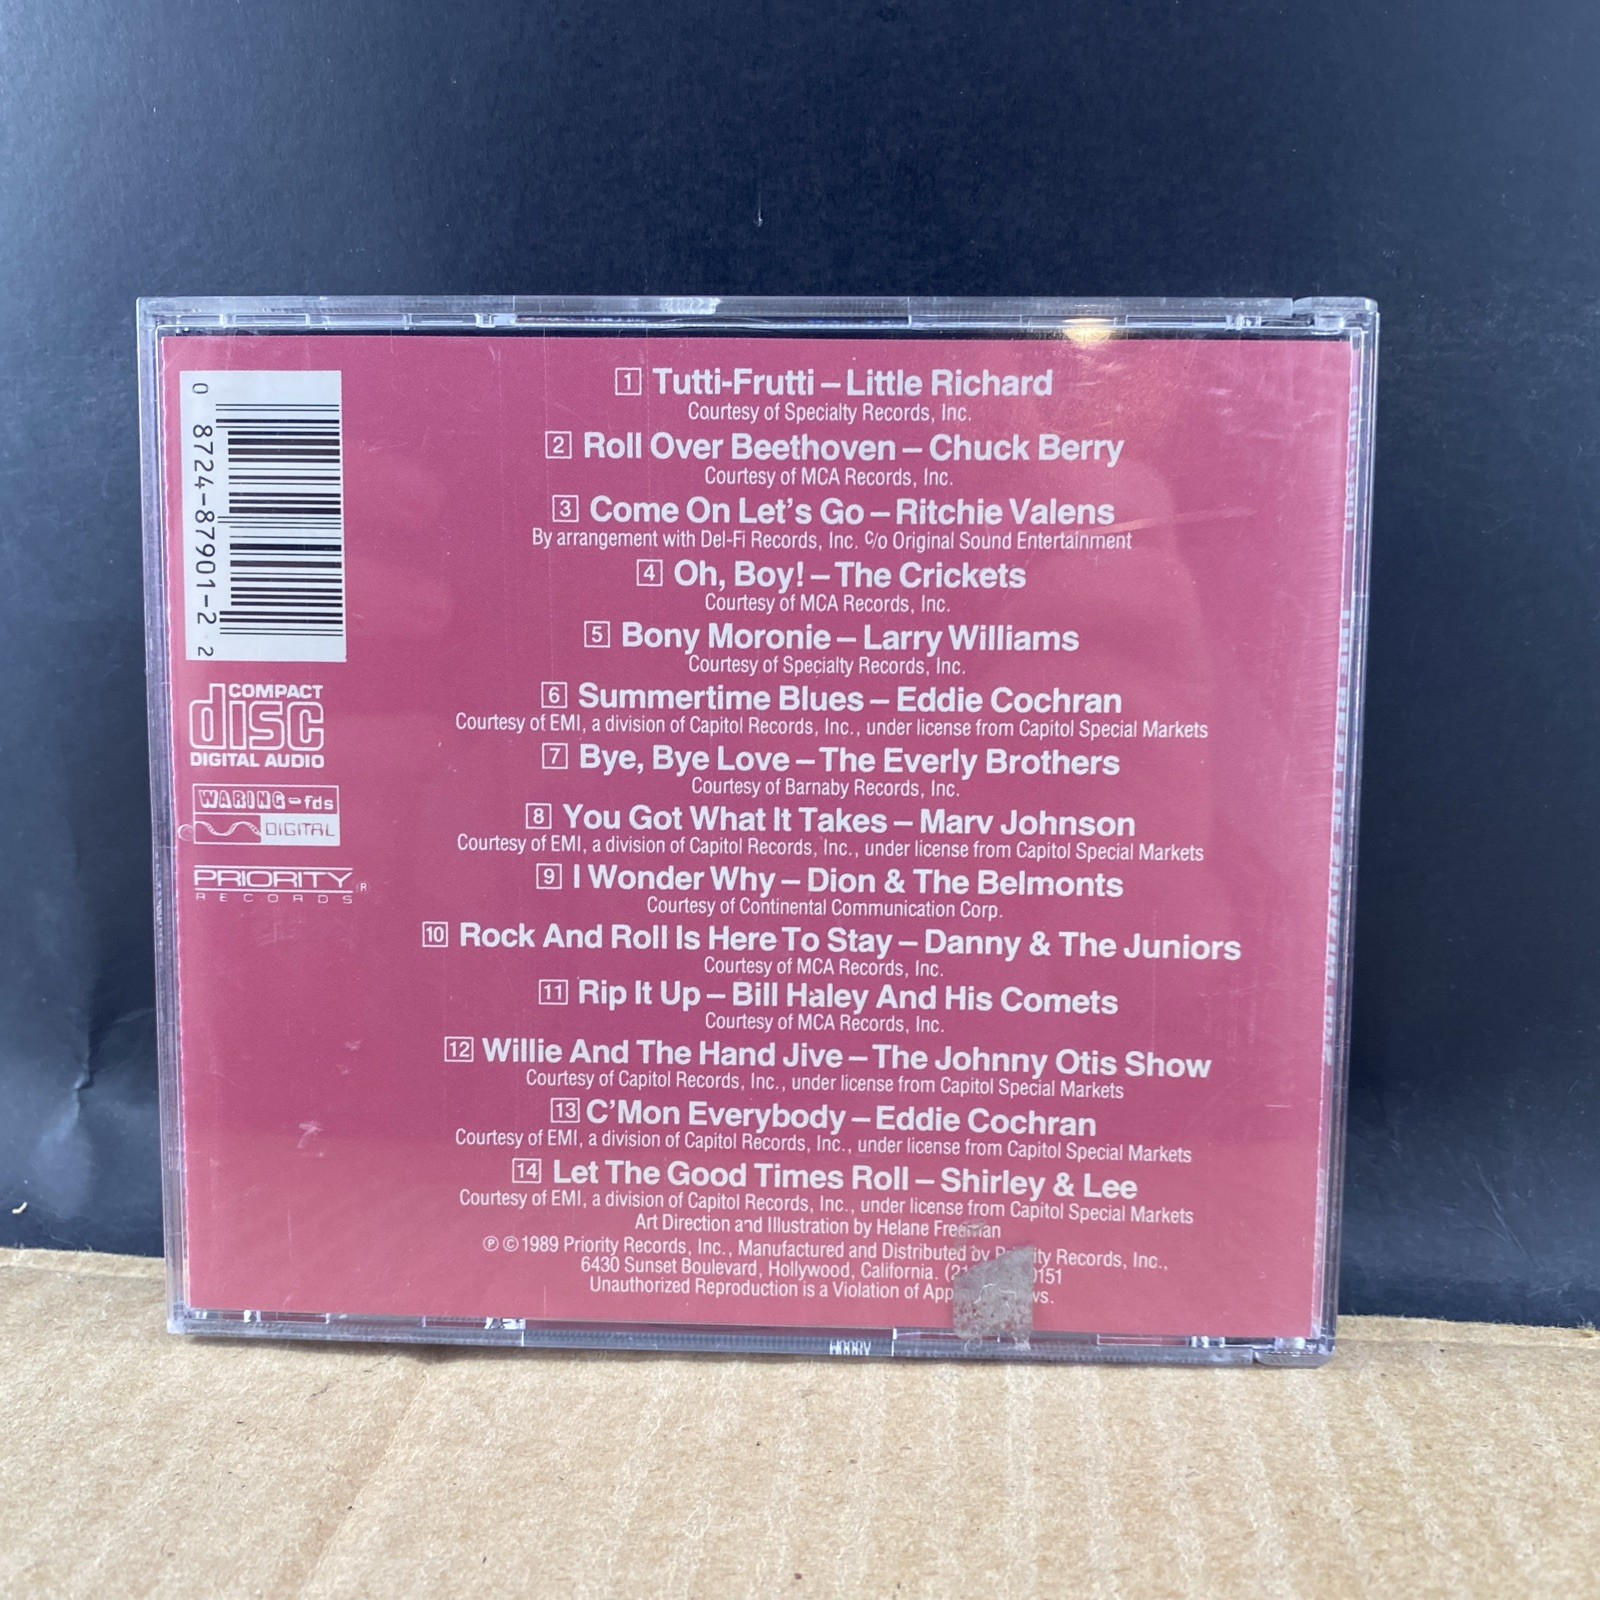 1 Tutti-Frutti – Little Richard
Courtesy of Specialty Records, Inc.
2 Roll Over Beethoven – Chuck Berry
Courtesy of MCA Records, Inc.
3 Come On Let's Go – Ritchie Valens
By arrangement with Del-Fi Records, Inc. c/o Original Sound Entertainment
4 Oh, Boy! – The Crickets
Courtesy of MCA Records, Inc.
5 Bony Moronie – Larry Williams
Courtesy of Specialty Records, Inc.
6 Summertime Blues – Eddie Cochran
Courtesy of EMI, a division of Capitol Records, Inc., under license from Capitol Special Markets
7 Bye, Bye Love – The Everly Brothers
Courtesy of Barnaby Records, Inc.
8 You Got What It Takes – Marv Johnson
Courtesy of EMI, a division of Capitol Records, Inc., under license from Capitol Special Markets
9 I Wonder Why – Dion & The Belmonts
Courtesy of Continental Communication Corp.
10 Rock And Roll Is Here To Stay – Danny & The Juniors
Courtesy of MCA Records, Inc.
11 Rip It Up – Bill Haley And His Comets
Courtesy of MCA Records, Inc.
12 Willie And The Hand Jive – The Johnny Otis Show
Courtesy of Capitol Records, Inc., under license from Capitol Special Markets
13 C'Mon Everybody – Eddie Cochran
Courtesy of EMI, a division of Capitol Records, Inc., under license from Capitol Special Markets
14 Let The Good Times Roll – Shirley & Lee
Courtesy of EMI, a division of Capitol Records, Inc., under license from Capitol Special Markets
Art Direction and Illustration by Helane Freeman
℗ © 1989 Priority Records, Inc., Manufactured and Distributed by Priority Records, Inc.,
6430 Sunset Boulevard, Hollywood, California.
Unauthorized Reproduction is a Violation of
0 8724-87901-2 2
COMPACT
disc
DIGITAL AUDIO
WARING-fds
DIGITAL
PRIORITY ®
RECORDS